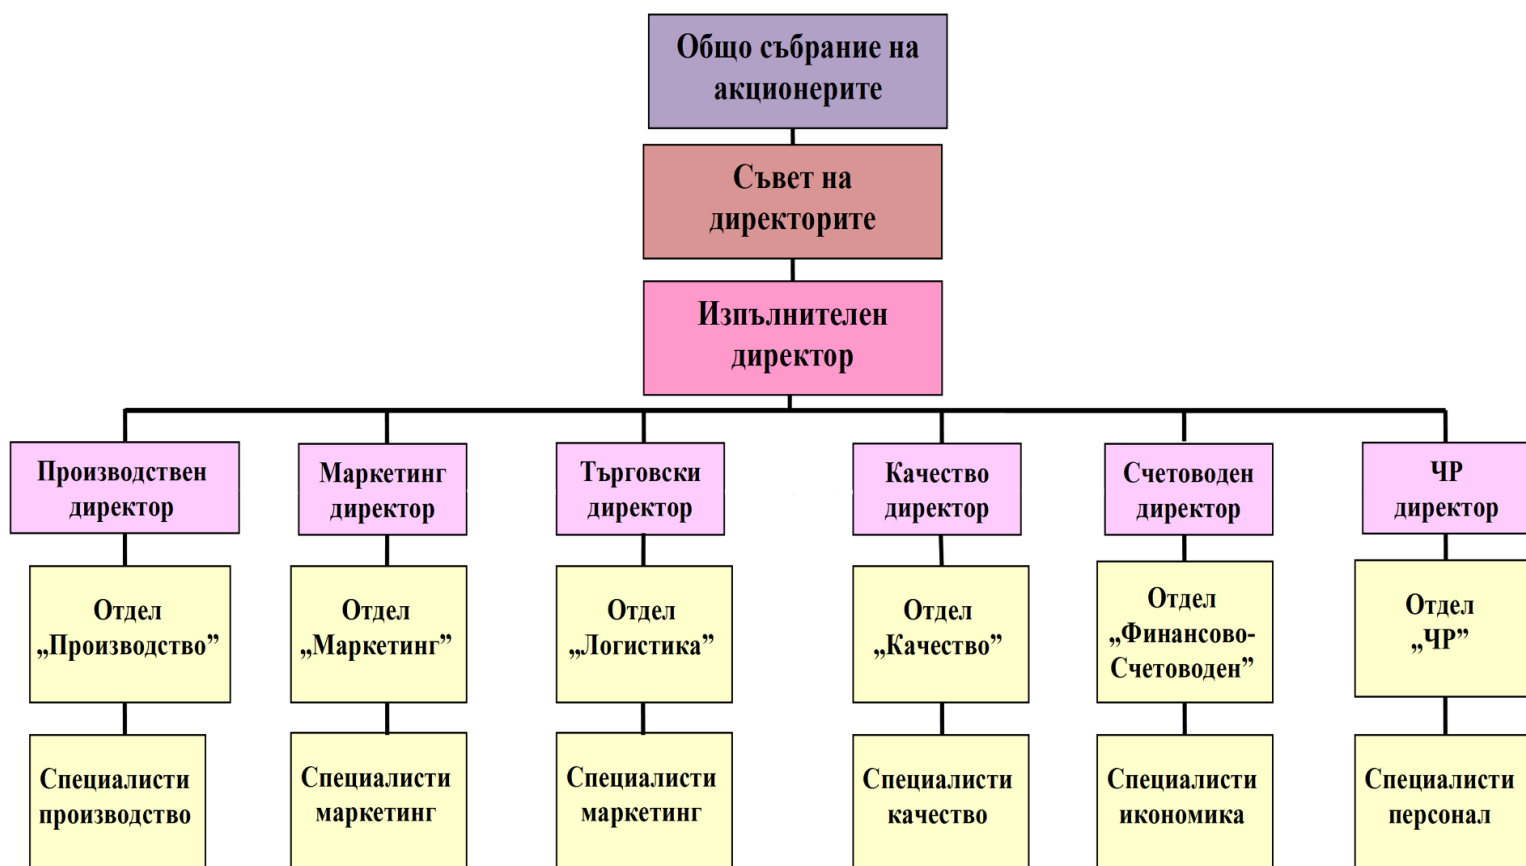 Общо събрание на
акционерите
Съвет на
директорите
Изпълнителен
директор
Производствен
директор
Маркетинг
директор
Търговски
директор
Качество
директор
Счетоводен
директор
ЧР
директор
Отдел
„Производство”
Отдел
„Маркетинг”
Отдел
„Логистика”
Отдел
„Качество”
Отдел
„Финансово-
Счетоводен”
Отдел
„ЧР”
Специалисти
производство
Специалисти
маркетинг
Специалисти
маркетинг
Специалисти
качество
Специалисти
икономика
Специалисти
персонал